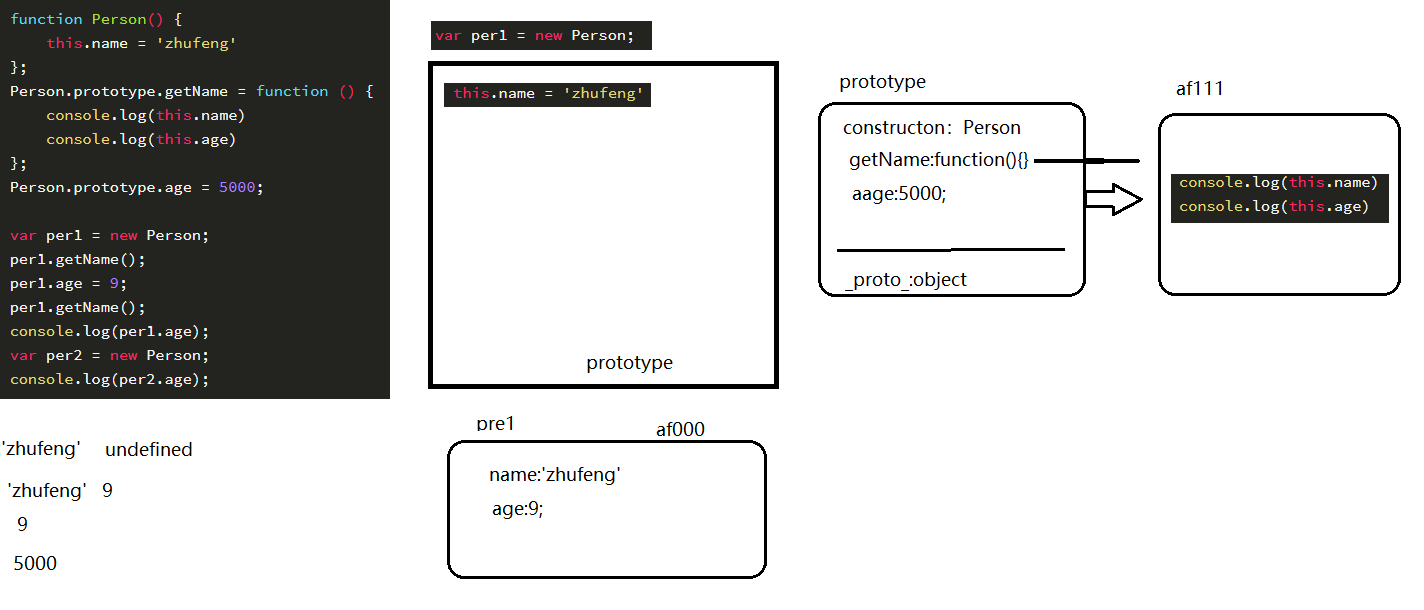 function Person() {
this.name = 'zhufeng'
};
Person.prototype.getName = function () {
console.log(this.name)
console.log(this.age)
};
Person.prototype.age = 5000;
var per1 = new Person;
per1.getName();
per1.age = 9;
per1.getName();
console.log(per1.age);
var per2 = new Person;
console.log(per2.age);
'zhufeng' undefined
'zhufeng' 9
9
5000
var per1 = new Person;
this.name = 'zhufeng'
prototype
pre1 af000
name:'zhufeng'
age:9;
prototype
constructon: Person
getName:function(){}
aage:5000;
_proto_:object
af111
console.log(this.name)
console.log(this.age)